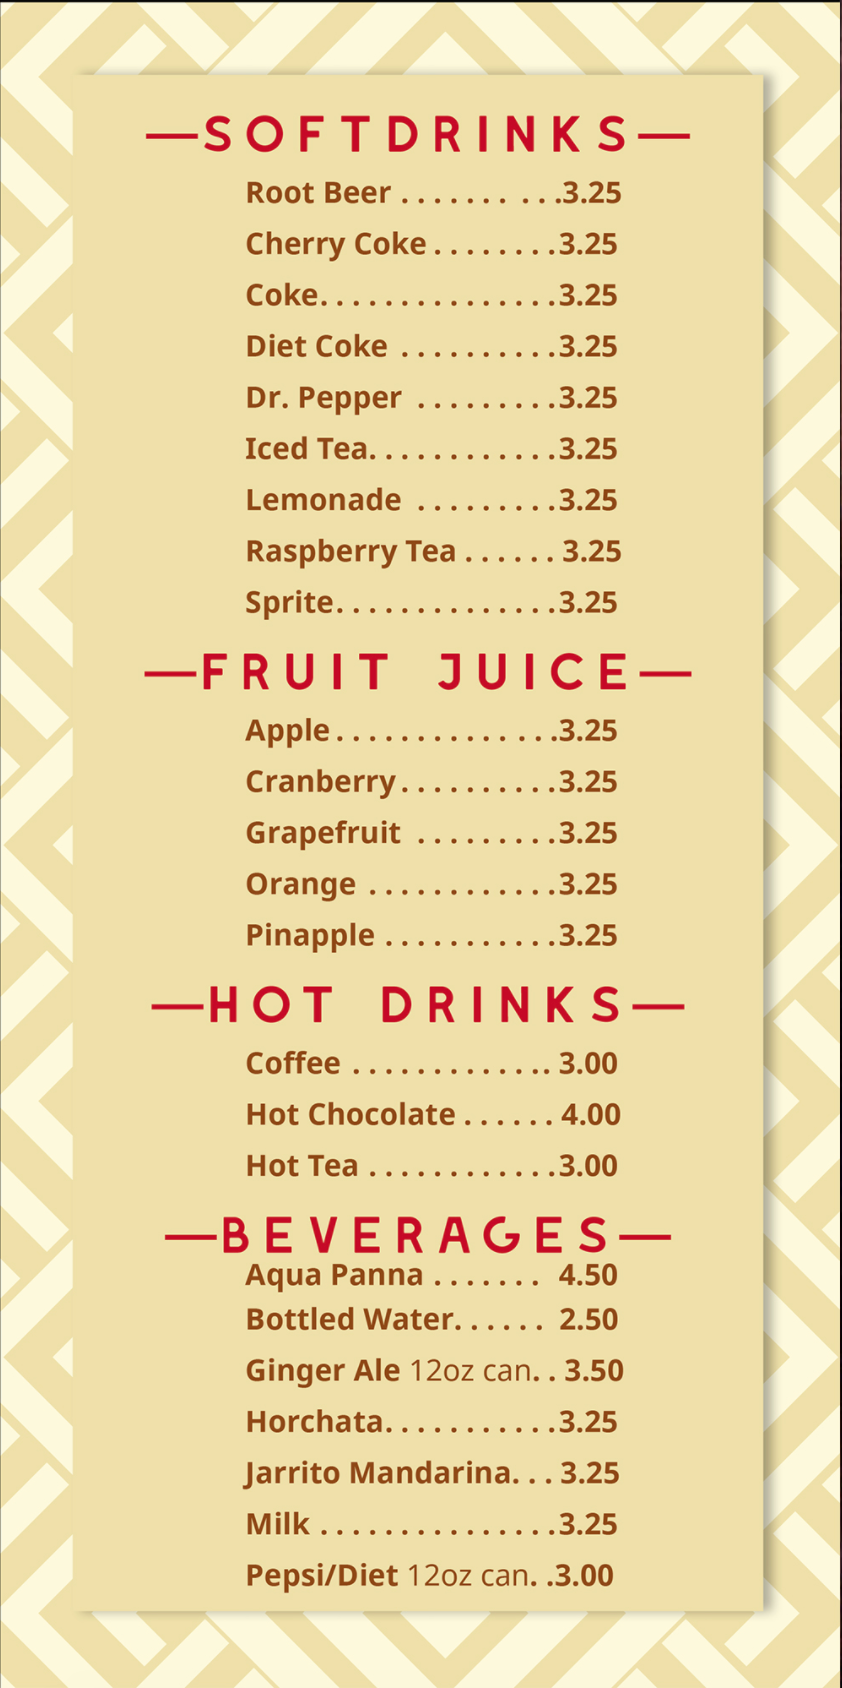 —SOFTDRINKS—
Root Beer . . . . . . . . . .3.25
Cherry Coke . . . . . . . .3.25
Coke. . . . . . . . . . . . . . .3.25
Diet Coke . . . . . . . . . .3.25
Dr. Pepper . . . . . . . . .3.25
Iced Tea. . . . . . . . . . . .3.25
Lemonade . . . . . . . . .3.25
Raspberry Tea . . . . . . 3.25
Sprite. . . . . . . . . . . . . .3.25
—FRUIT JUICE—
Apple . . . . . . . . . . . . . .3.25
Cranberry . . . . . . . . . .3.25
Grapefruit . . . . . . . . .3.25
Orange . . . . . . . . . . . .3.25
Pinapple . . . . . . . . . . .3.25
—HOT DRINKS—
Coffee . . . . . . . . . . . . .. 3.00
Hot Chocolate . . . . . . 4.00
Hot Tea . . . . . . . . . . . .3.00
—BEVERAGES—
Aqua Panna . . . . . . . 4.50
Bottled Water. . . . . . 2.50
Ginger Ale 12oz can. . 3.50
Horchata. . . . . . . . . . .3.25
Jarrito Mandarina. . . 3.25
Milk . . . . . . . . . . . . . . .3.25
Pepsi/Diet 12oz can. .3.00